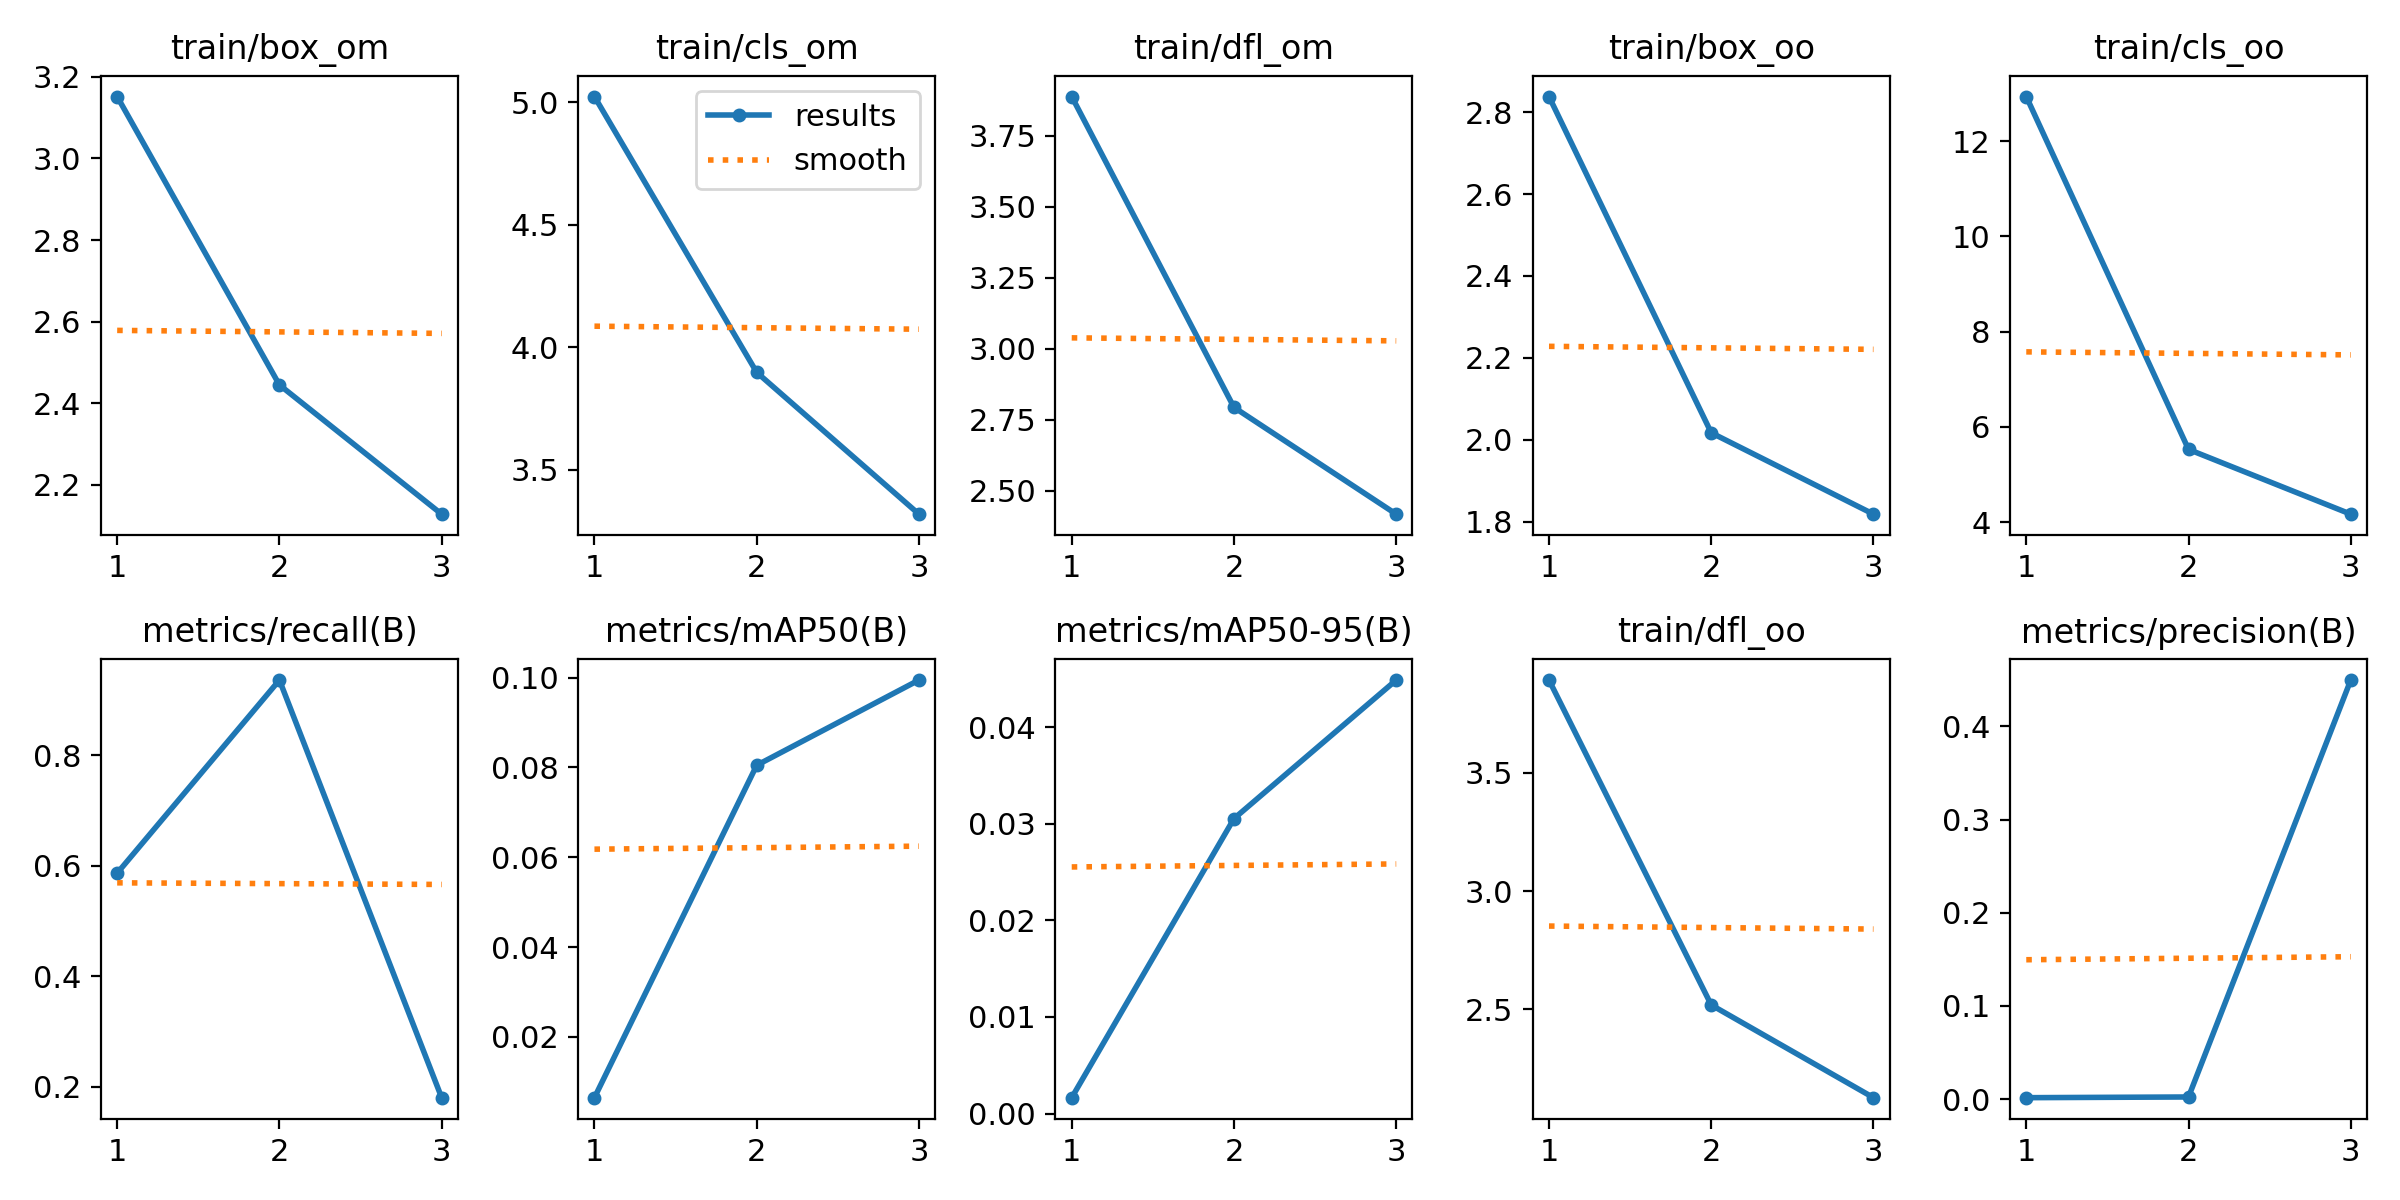 train/box_om
3.2
3.0
2.8
2.6
2.4
2.2
1 2 3
train/cls_om
results
smooth
5.0
4.5
4.0
3.5
1 2 3
train/dfl_om
3.75
3.50
3.25
3.00
2.75
2.50
1 2 3
train/box_oo
2.8
2.6
2.4
2.2
2.0
1.8
1 2 3
train/cls_oo
12
10
8
6
4
1 2 3
metrics/recall(B)
0.8
0.6
0.4
0.2
1 2 3
metrics/mAP50(B)
0.10
0.08
0.06
0.04
0.02
1 2 3
metrics/mAP50-95(B)
0.04
0.03
0.02
0.01
0.00
1 2 3
train/dfl_oo
3.5
3.0
2.5
1 2 3
metrics/precision(B)
0.4
0.3
0.2
0.1
0.0
1 2 3